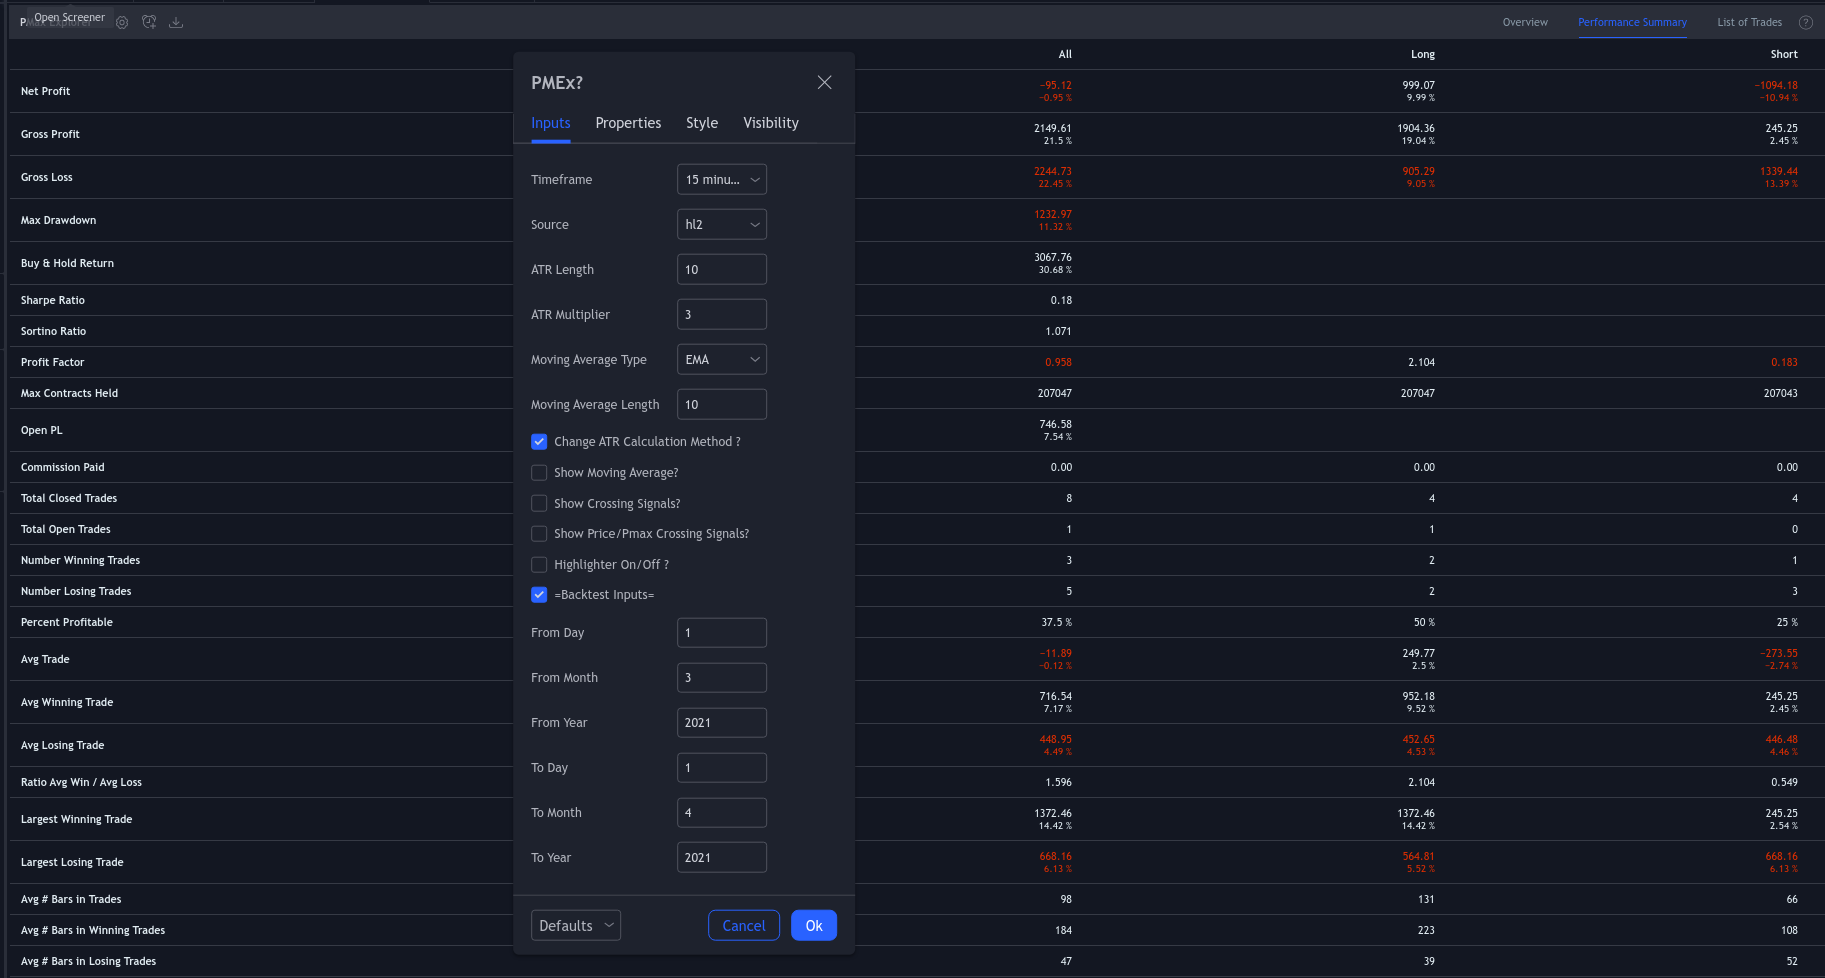 Open Screener
PMax Explorer
Overview Performance Summary List of Trades ?
All Long Short
Net Profit −95.12 999.07 −1094.18
−0.95 % 9.99 % −10.94 %
Gross Profit 2149.61 1904.36 245.25
21.5 % 19.04 % 2.45 %
Gross Loss 2244.73 905.29 1339.44
22.45 % 9.05 % 13.39 %
Max Drawdown 1232.97
11.32 %
Buy & Hold Return 3067.76
30.68 %
Sharpe Ratio 0.18
Sortino Ratio 1.071
Profit Factor 0.958 2.104 0.183
Max Contracts Held 207047 207047 207043
Open PL 746.58
7.54 %
Commission Paid 0.00 0.00 0.00
Total Closed Trades 8 4 4
Total Open Trades 1 1 0
Number Winning Trades 3 2 1
Number Losing Trades 5 2 3
Percent Profitable 37.5 % 50 % 25 %
Avg Trade −11.89 249.77 −273.55
−0.12 % 2.5 % −2.74 %
Avg Winning Trade 716.54 952.18 245.25
7.17 % 9.52 % 2.45 %
Avg Losing Trade 448.95 452.65 446.48
4.49 % 4.53 % 4.46 %
Ratio Avg Win / Avg Loss 1.596 2.104 0.549
Largest Winning Trade 1372.46 1372.46 245.25
14.42 % 14.42 % 2.54 %
Largest Losing Trade 668.16 564.81 668.16
6.13 % 5.52 % 6.13 %
Avg # Bars in Trades 98 131 66
Avg # Bars in Winning Trades 184 223 108
Avg # Bars in Losing Trades 47 39 52
PMEx?
Inputs Properties Style Visibility
Timeframe 15 minu...
Source hl2
ATR Length 10
ATR Multiplier 3
Moving Average Type EMA
Moving Average Length 10
Change ATR Calculation Method ?
Show Moving Average?
Show Crossing Signals?
Show Price/Pmax Crossing Signals?
Highlighter On/Off ?
=Backtest Inputs=
From Day 1
From Month 3
From Year 2021
To Day 1
To Month 4
To Year 2021
Defaults Cancel Ok